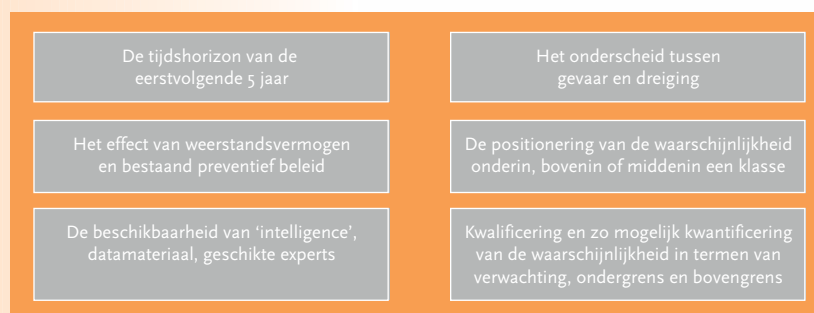 De tijdshorizon van de
eerstvolgende 5 jaar
Het onderscheid tussen
gevaar en dreiging
Het effect van weerstandsvermogen
en bestaand preventief beleid
De positionering van de waarschijnlijkheid
onderin, bovenin of middenin een klasse
De beschikbaarheid van ‘intelligence’,
datamateriaal, geschikte experts
Kwalificering en zo mogelijk kwantificering
van de waarschijnlijkheid in termen van
verwachting, ondergrens en bovengrens